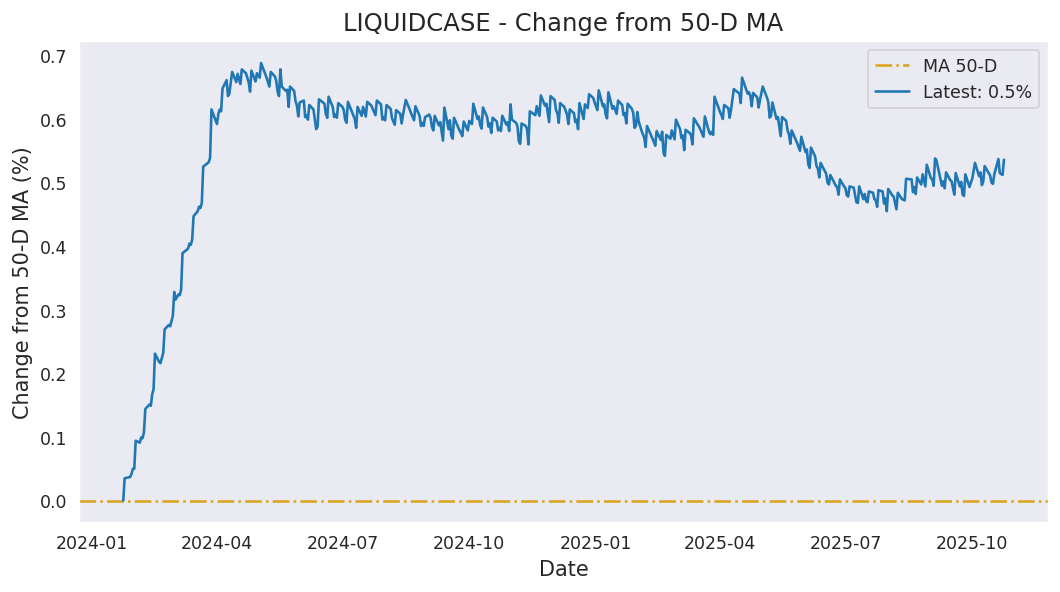 LIQUIDCASE - Change from 50-D MA
MA 50-D
Latest: 0.5%
Change from 50-D MA (%)
0.7
0.6
0.5
0.4
0.3
0.2
0.1
0.0
2024-01 2024-04 2024-07 2024-10 2025-01 2025-04 2025-07 2025-10
Date